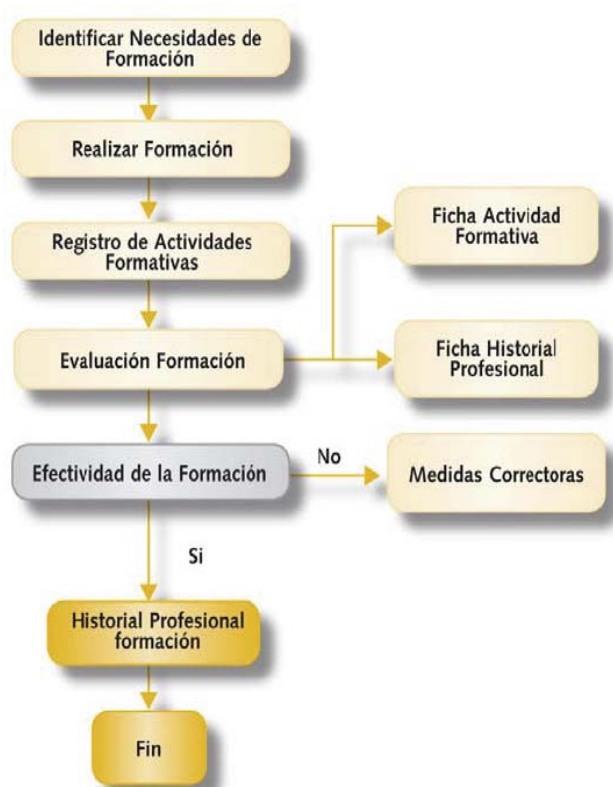 Identificar Necesidades de
Formación
Realizar Formación
Registro de Actividades
Formativas
Ficha Actividad
Formativa
Evaluación Formación
Ficha Historial
Profesional
Efectividad de la Formación
No
Medidas Correctoras
Si
Historial Profesional
formación
Fin